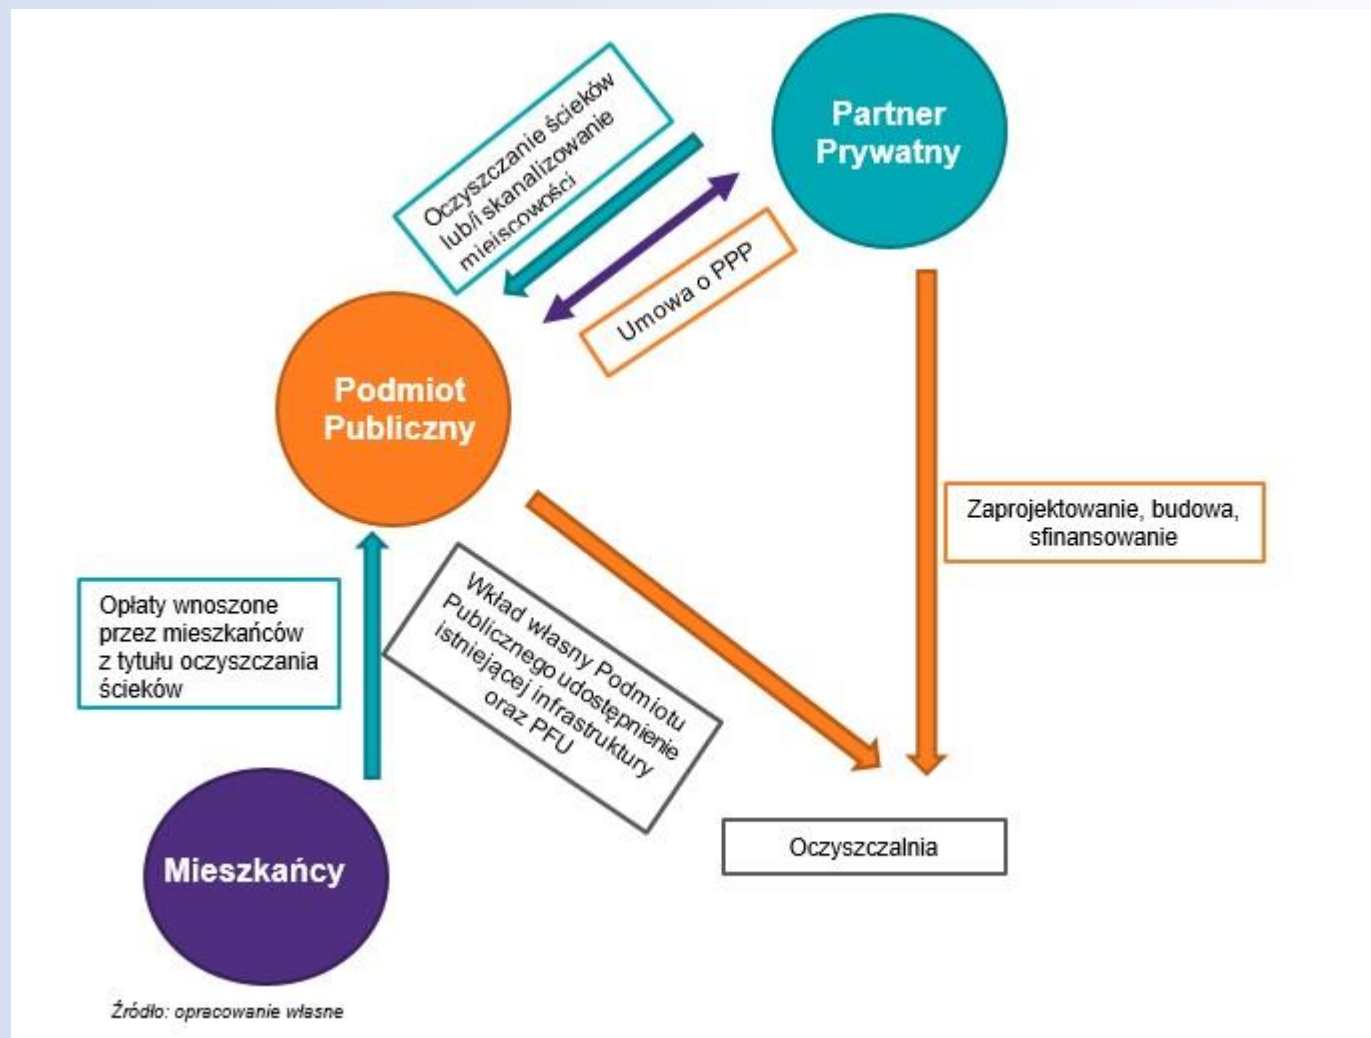 Partner
Prywatny
Oczyszczanie ścieków
lub/i skanalizowanie
miejscowości
Umowa o PPP
Podmiot
Publiczny
Zaprojektowanie, budowa,
sfinansowanie
Opłaty wnoszone
przez mieszkańców
z tytułu oczyszczania
ścieków
Wkład własny Podmiotu
Publicznego udostępnienie
istniejącej infrastruktury
oraz PFU
Oczyszczalnia
Mieszkańcy
Źródło: opracowanie własne